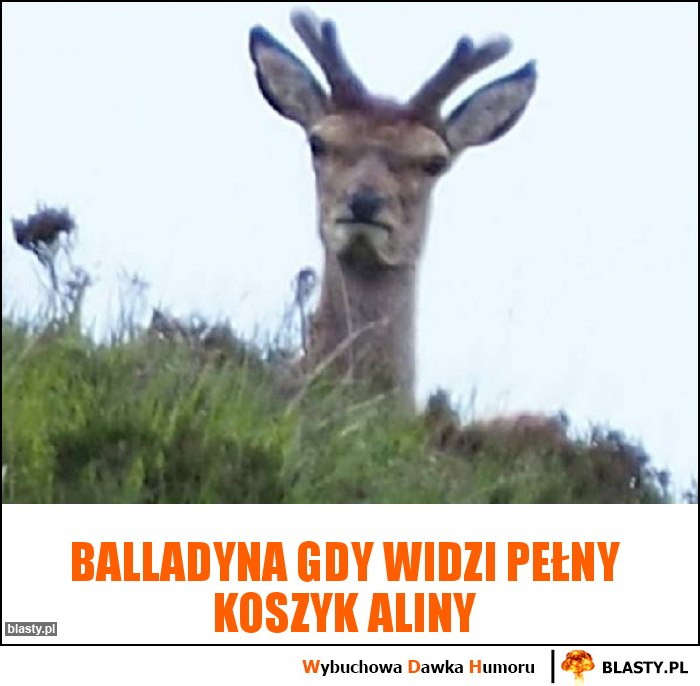 BALLADYNA GDY WIDZI PEŁNY
KOSZYK ALINY
blasty.pl
Wybuchowa Dawka Humoru
BLASTY.PL